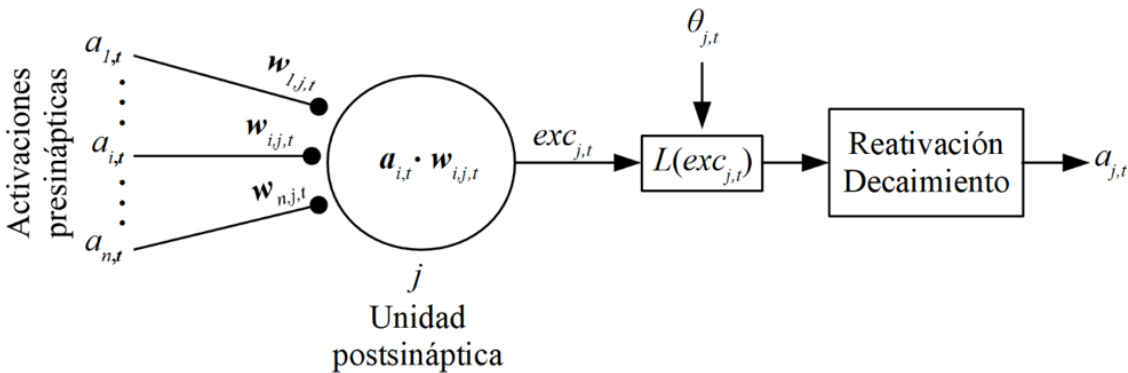 Activaciones
presinápticas
a1,t
ai,t
an,t
w1,j,t
wi,j,t
wn,j,t
ai,t · wi,j,t
j
Unidad
postsináptica
excj,t
θj,t
L(excj,t)
Reativación
Decaimiento
aj,t